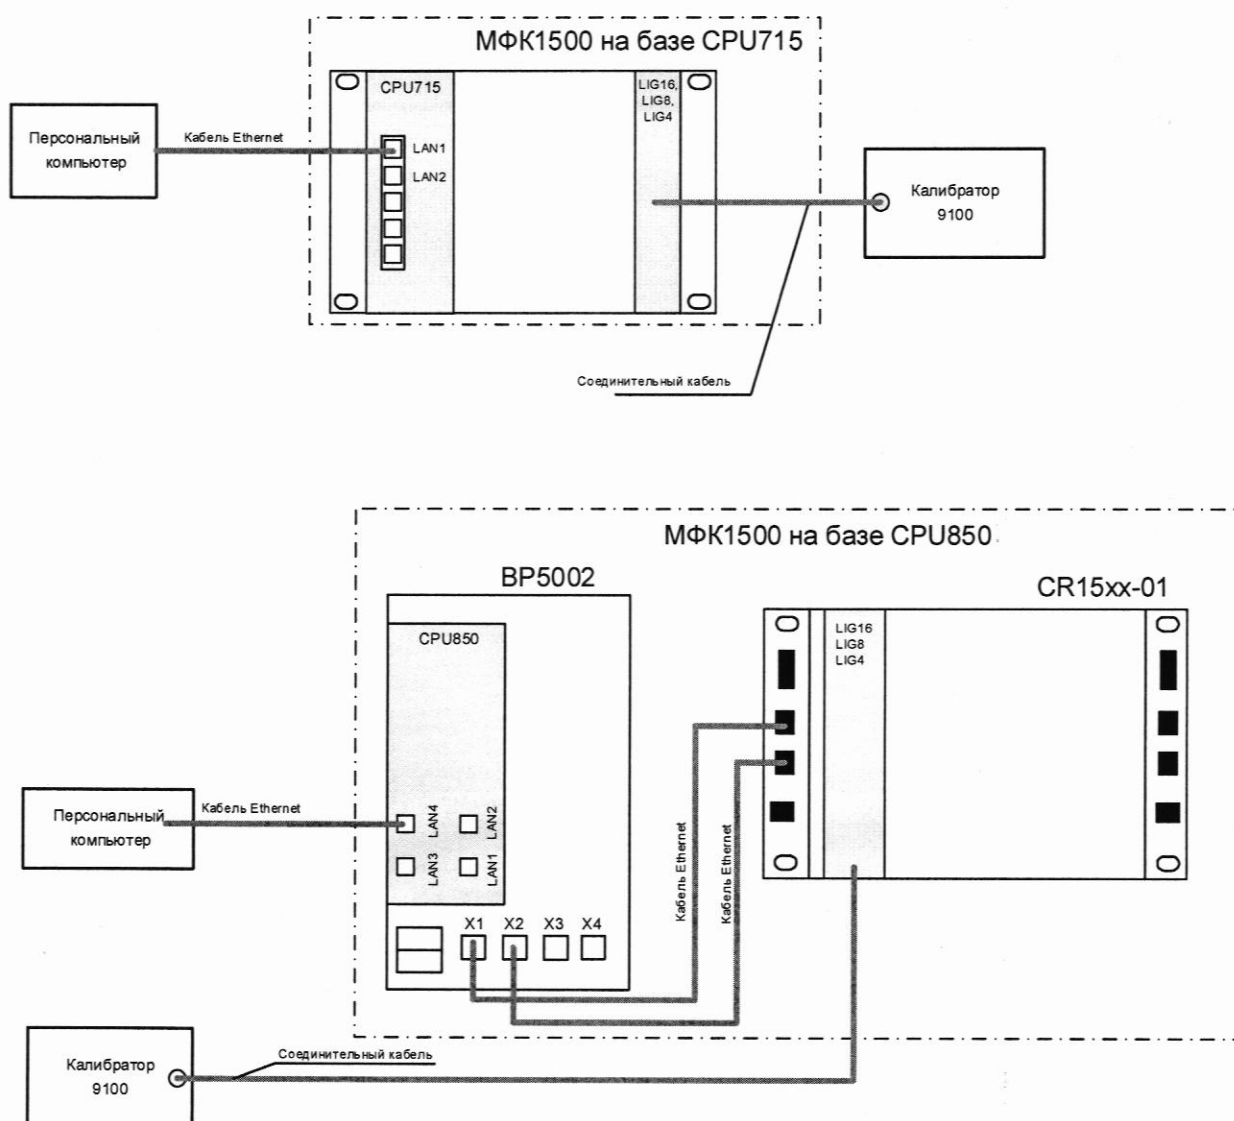 МФК1500 на базе CPU715
CPU715
LIG16,
LIG8,
LIG4
Персональный
компьютер
Кабель Ethernet
LAN1
LAN2
Калибратор
9100
Соединительный кабель
МФК1500 на базе CPU850
BP5002
CR15xx-01
CPU850
LIG16
LIG8
LIG4
Персональный
компьютер
Кабель Ethernet
LAN4
LAN2
LAN3
LAN1
Кабель Ethernet
Кабель Ethernet
X1 X2 X3 X4
Калибратор
9100
Соединительный кабель